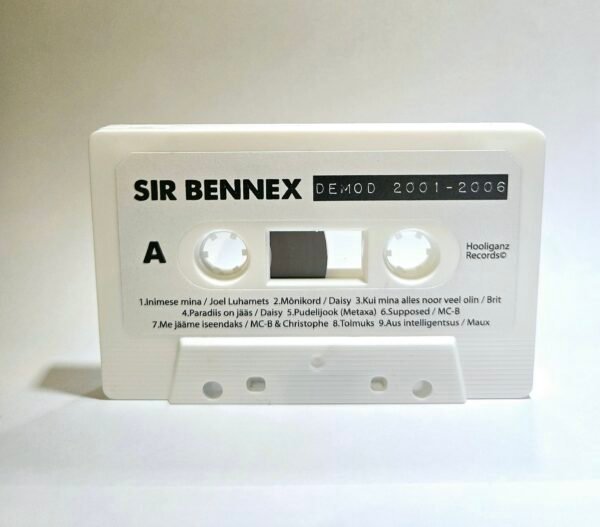 SIR BENNEX DEMOD 2001-2006
A
Hooliganz
Records©
1.Inimese mina / Joel Luhamets 2.Mõnikord / Daisy 3.Kui mina alles noor veel olin / Brit
4.Paradiis on jääs / Daisy 5.Pudelijook (Metaxa) 6.Supposed / MC-B
7.Me jääme iseendaks / MC-B & Christophe 8.Tolmuks 9.Aus intelligentsus / Maux